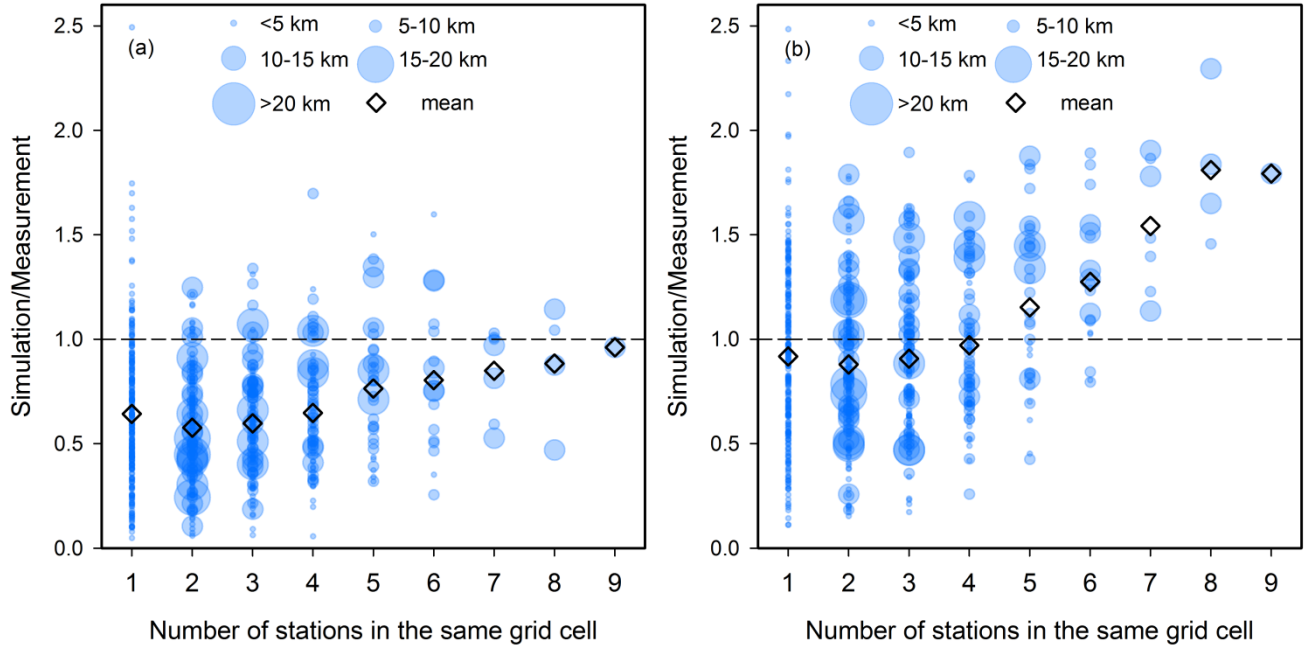 (a)
<5 km
5-10 km
10-15 km
15-20 km
>20 km
mean
2.5
2.0
1.5
1.0
0.5
0.0
Simulation/Measurement
1 2 3 4 5 6 7 8 9
Number of stations in the same grid cell
(b)
<5 km
5-10 km
10-15 km
15-20 km
>20 km
mean
2.5
2.0
1.5
1.0
0.5
0.0
Simulation/Measurement
1 2 3 4 5 6 7 8 9
Number of stations in the same grid cell